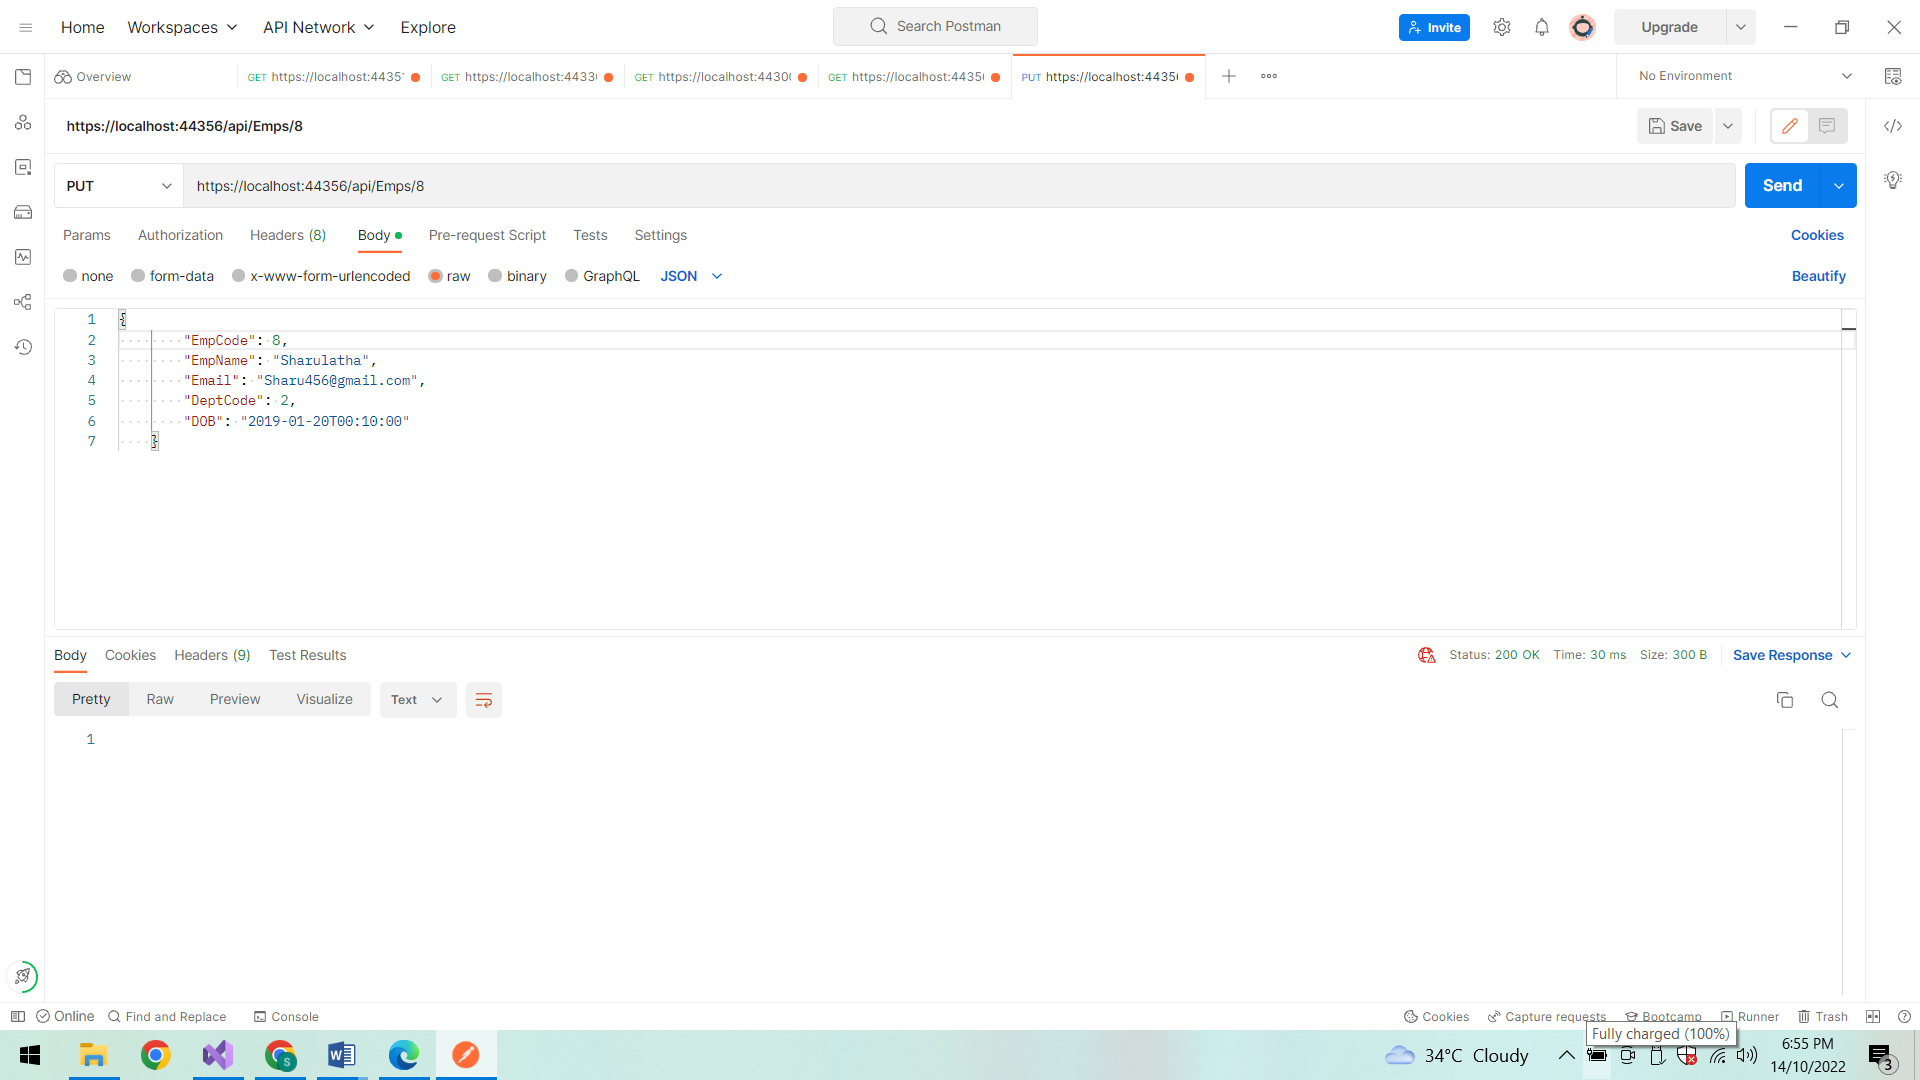 Home Workspaces API Network Explore Search Postman Invite Upgrade
Overview GET https://localhost:4435 GET https://localhost:4433 GET https://localhost:4430 GET https://localhost:4435 PUT https://localhost:4435 No Environment
https://localhost:44356/api/Emps/8 Save
PUT https://localhost:44356/api/Emps/8 Send
Params Authorization Headers (8) Body Pre-request Script Tests Settings Cookies
none form-data x-www-form-urlencoded raw binary GraphQL JSON Beautify
1 {
2 "EmpCode": 8,
3 "EmpName": "Sharulatha",
4 "Email": "Sharu456@gmail.com",
5 "DeptCode": 2,
6 "DOB": "2019-01-20T00:10:00"
7 }
Body Cookies Headers (9) Test Results Status: 200 OK Time: 30 ms Size: 300 B Save Response
Pretty Raw Preview Visualize Text
1
Online Find and Replace Console Cookies Capture requests Bootcamp Runner Trash
Fully charged (100%)
34°C Cloudy 6:55 PM
14/10/2022 3